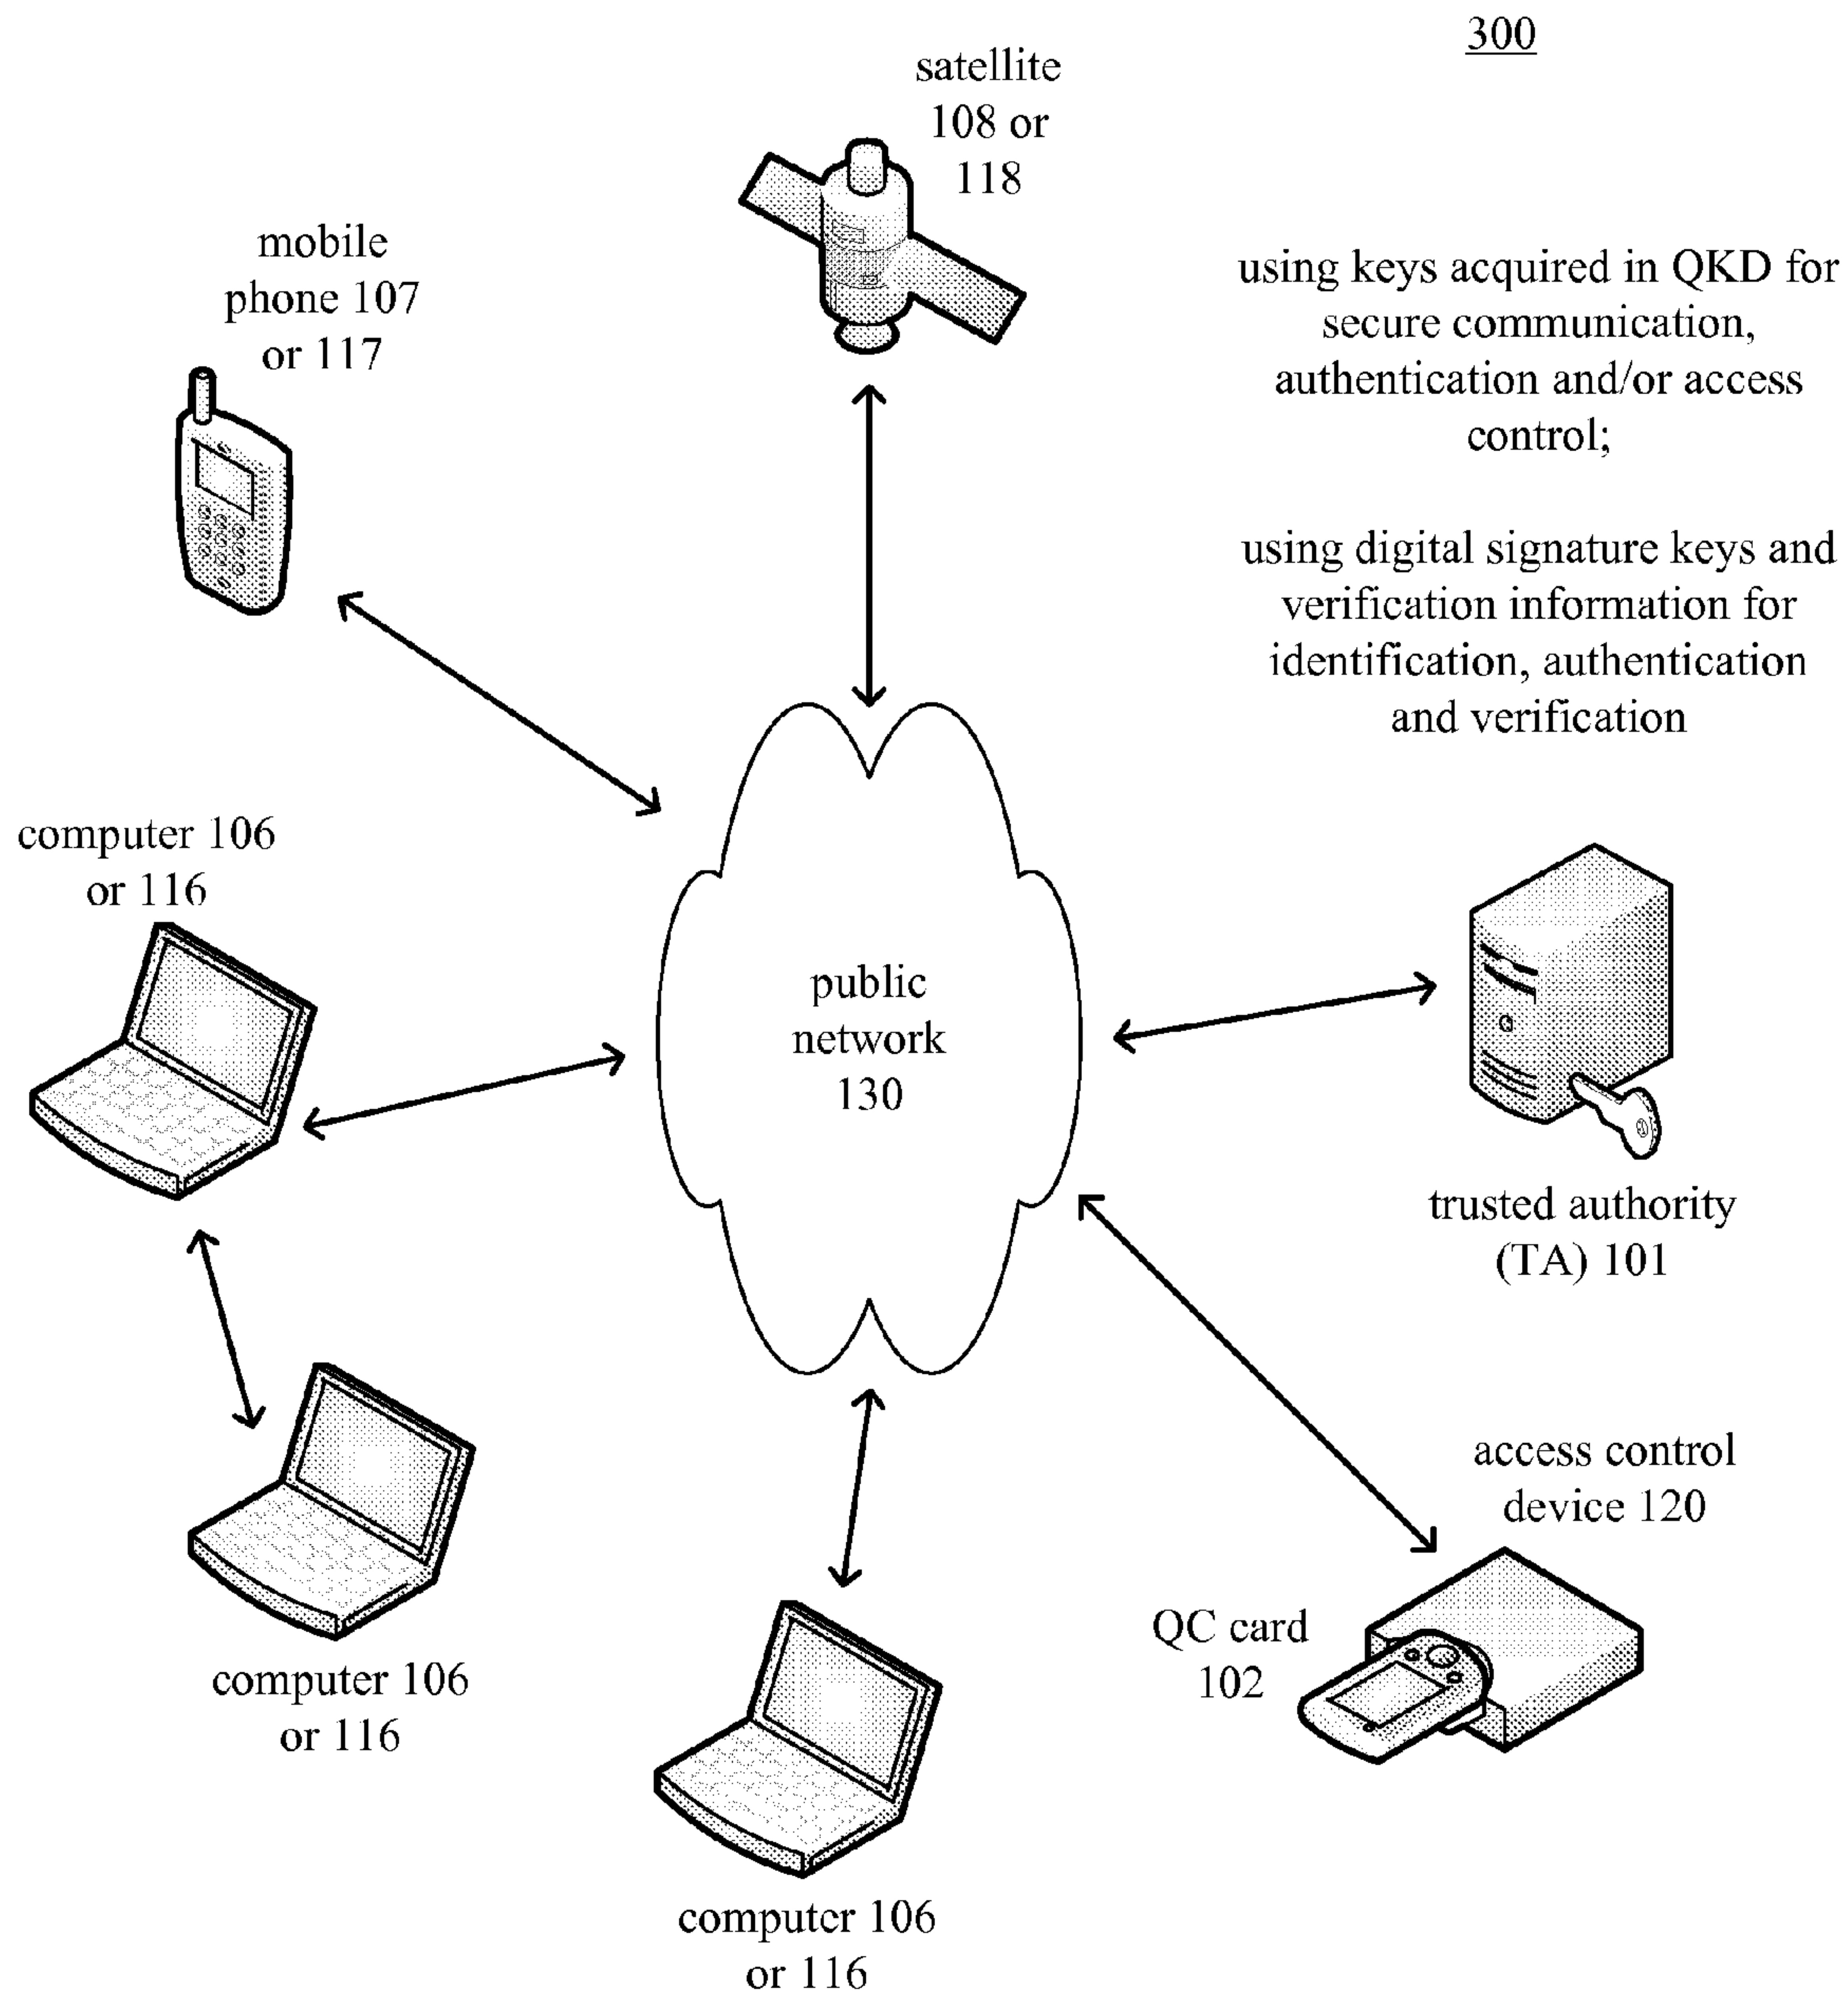 300
satellite
108 or
118
mobile
phone 107
or 117
using keys acquired in QKD for
secure communication,
authentication and/or access
control;
using digital signature keys and
verification information for
identification, authentication
and verification
computer 106
or 116
public
network
130
trusted authority
(TA) 101
access control
device 120
QC card
102
computer 106
or 116
computer 106
or 116